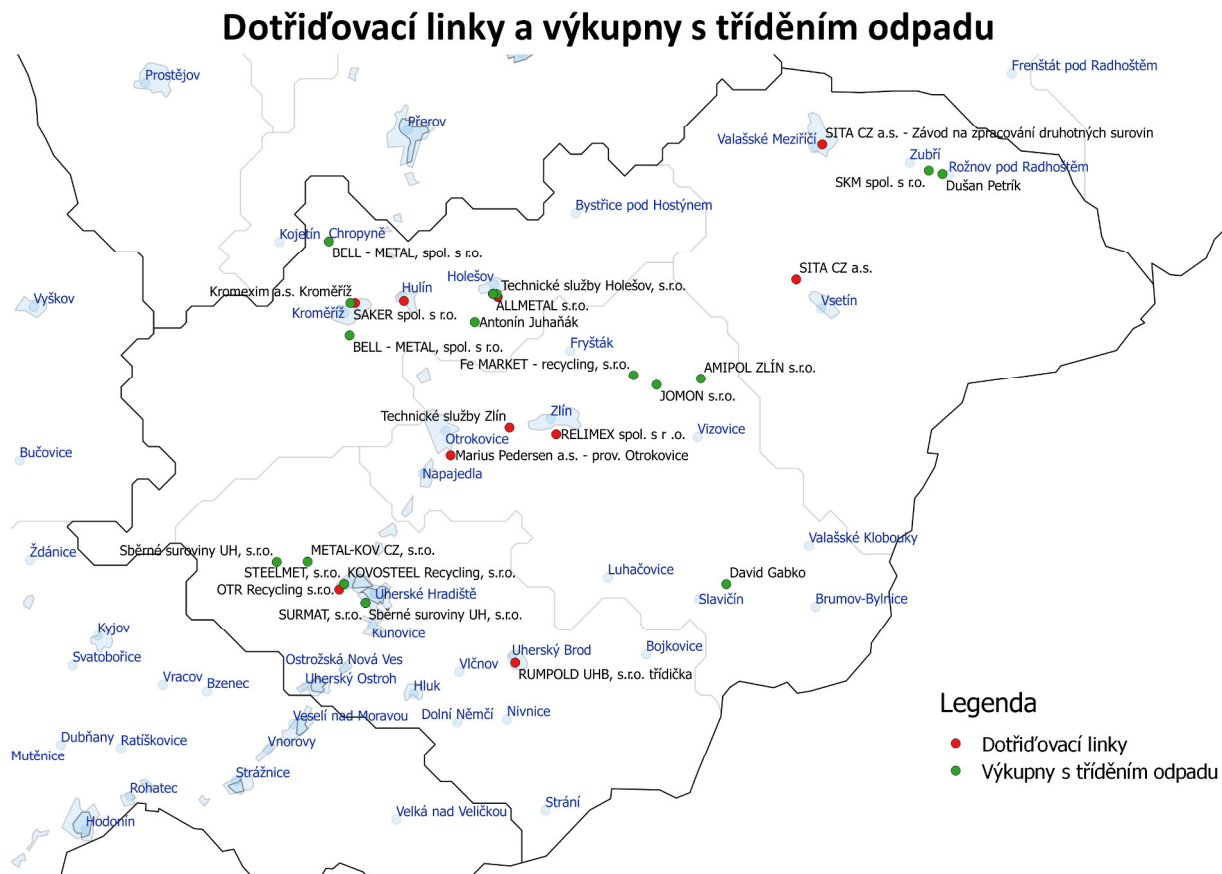 Dotřiďovací linky a výkupny s tříděním odpadu
Prostějov
Frenštát pod Radhoštěm
Přerov
Valašské Meziříčí
SITA CZ a.s. - Závod na zpracování druhotných surovin
Zubří
Rožnov pod Radhoštěm
SKM spol. s r.o.
Dušan Petrík
Bystřice pod Hostýnem
Kojetín
Chropyně
BELL - METAL, spol. s r.o.
SITA CZ a.s.
Vsetín
Vyškov
Kromexim a.s. Kroměříž
Hulín
Holešov
Technické služby Holešov, s.r.o.
ALLMETAL s.r.o.
Kroměříž
SAKER spol. s r.o.
Antonín Juhaňák
BELL - METAL, spol. s r.o.
Fryšták
Fe MARKET - recycling, s.r.o.
AMIPOL ZLÍN s.r.o.
JOMON s.r.o.
Technické služby Zlín
Zlín
Otrokovice
RELIMEX spol. s r .o.
Vizovice
Bučovice
Marius Pedersen a.s. - prov. Otrokovice
Napajedla
Ždánice
Sběrné suroviny UH, s.r.o.
METAL-KOV CZ, s.r.o.
Valašské Klobouky
STEELMET, s.r.o.
KOVOSTEEL Recycling, s.r.o.
Luhačovice
David Gabko
OTR Recycling s.r.o.
Uherské Hradiště
Slavičín
Brumov-Bylnice
SURMAT, s.r.o.
Sběrné suroviny UH, s.r.o.
Kyjov
Kunovice
Svatobořice
Ostrožská Nová Ves
Uherský Brod
Bojkovice
Vlčnov
RUMPOLD UHB, s.r.o. třídička
Vracov
Bzenec
Uherský Ostroh
Hluk
Veselí nad Moravou
Dolní Němčí
Nivnice
Dubňany
Ratíškovice
Vnorovy
Mutěnice
Strážnice
Rohatec
Hodonín
Velká nad Veličkou
Strání
Legenda
Dotřiďovací linky
Výkupny s tříděním odpadu